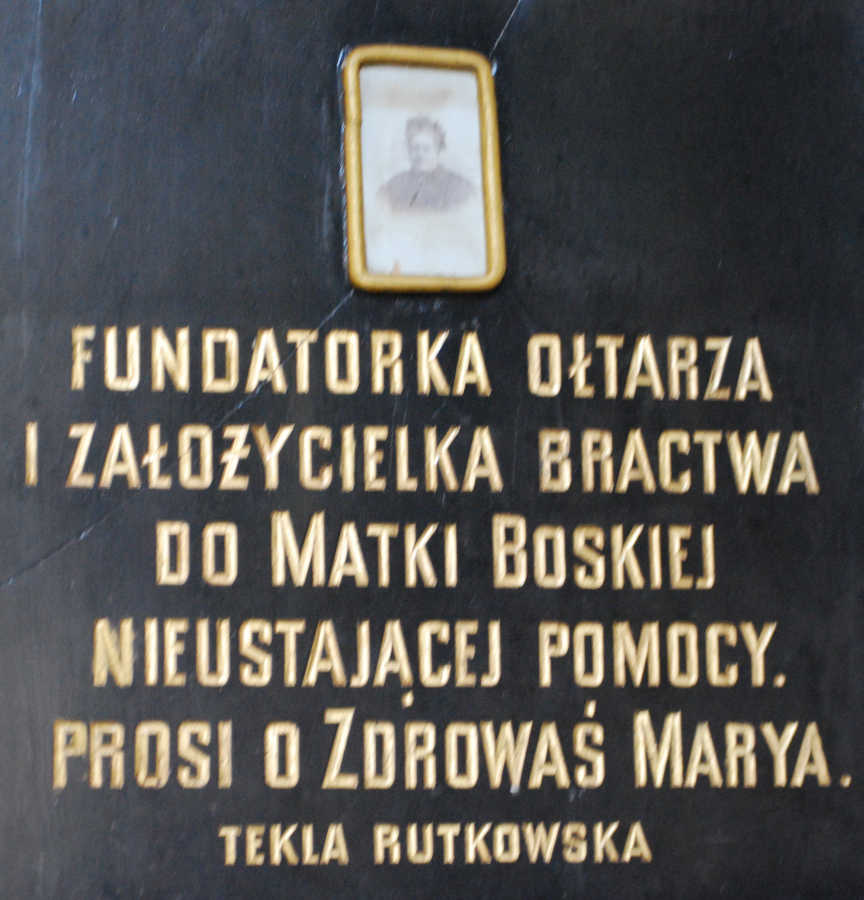 FUNDATORKA OŁTARZA
I ZAŁOŻYCIELKA BRACTWA
DO MATKI BOSKIEJ
NIEUSTAJĄCEJ POMOCY.
PROSI O ZDROWAŚ MARYA.
TEKLA RUTKOWSKA